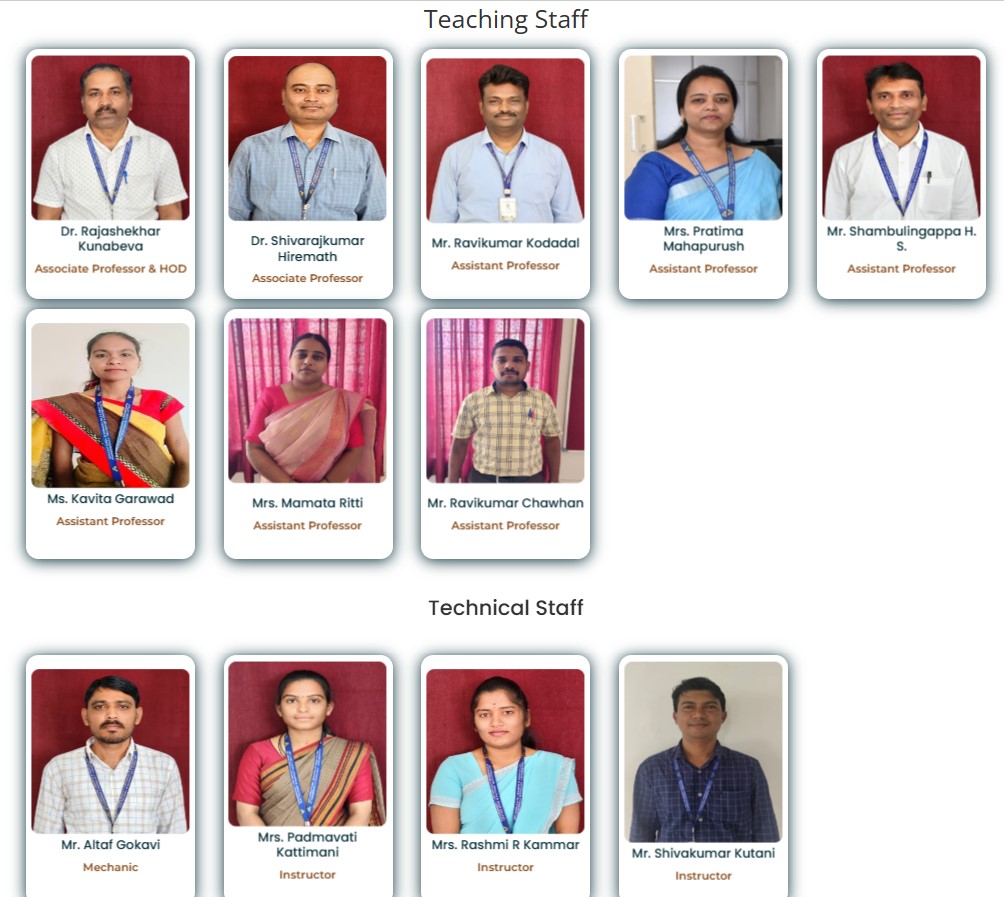 Teaching Staff
Dr. Rajashekhar
Kunabeva
Associate Professor & HOD
Dr. Shivarajkumar
Hiremath
Associate Professor
Mr. Ravikumar Kodadal
Assistant Professor
Mrs. Pratima
Mahapurush
Assistant Professor
Mr. Shambulingappa H.
S.
Assistant Professor
Ms. Kavita Garawad
Assistant Professor
Mrs. Mamata Ritti
Assistant Professor
Mr. Ravikumar Chawhan
Assistant Professor
Technical Staff
Mr. Altaf Gokavi
Mechanic
Mrs. Padmavati
Kattimani
Instructor
Mrs. Rashmi R Kammar
Instructor
Mr. Shivakumar Kutani
Instructor